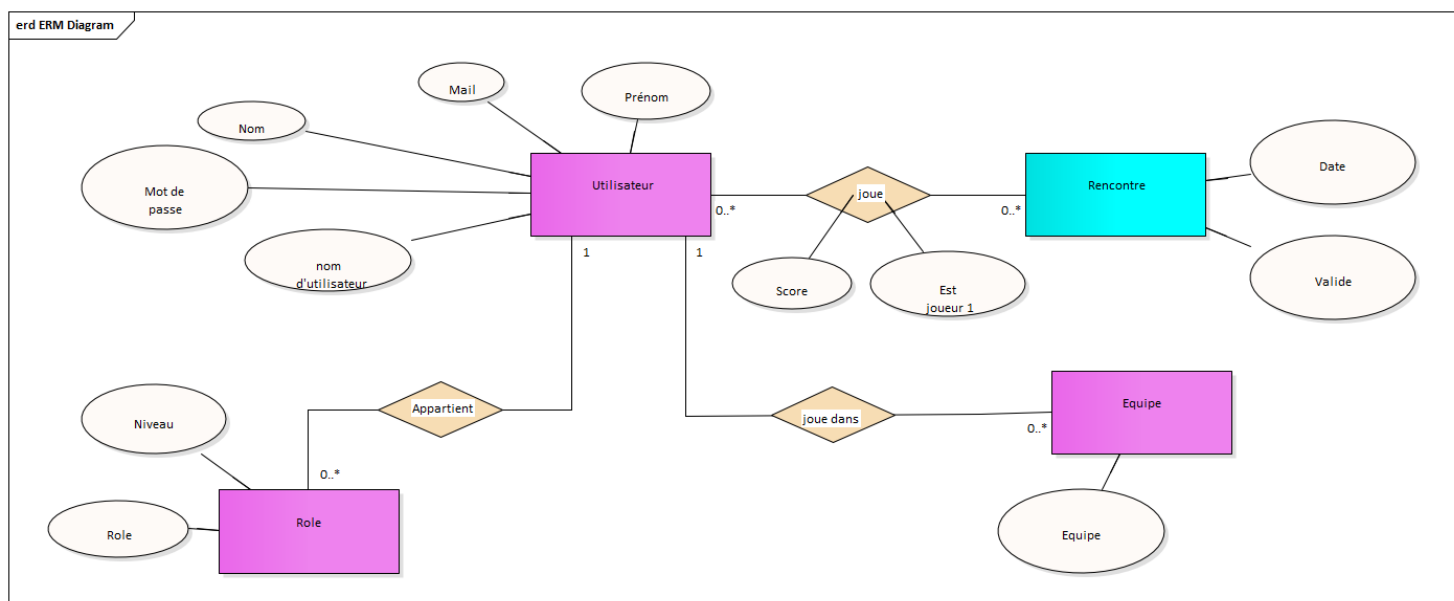 erd ERM Diagram
Mail
Prénom
Nom
Mot de
passe
nom
d'utilisateur
Utilisateur
0..*
joue
0..*
Rencontre
Date
Valide
Score
Est
joueur 1
1
1
Appartient
0..*
joue dans
0..*
Equipe
Equipe
Niveau
Role
Role